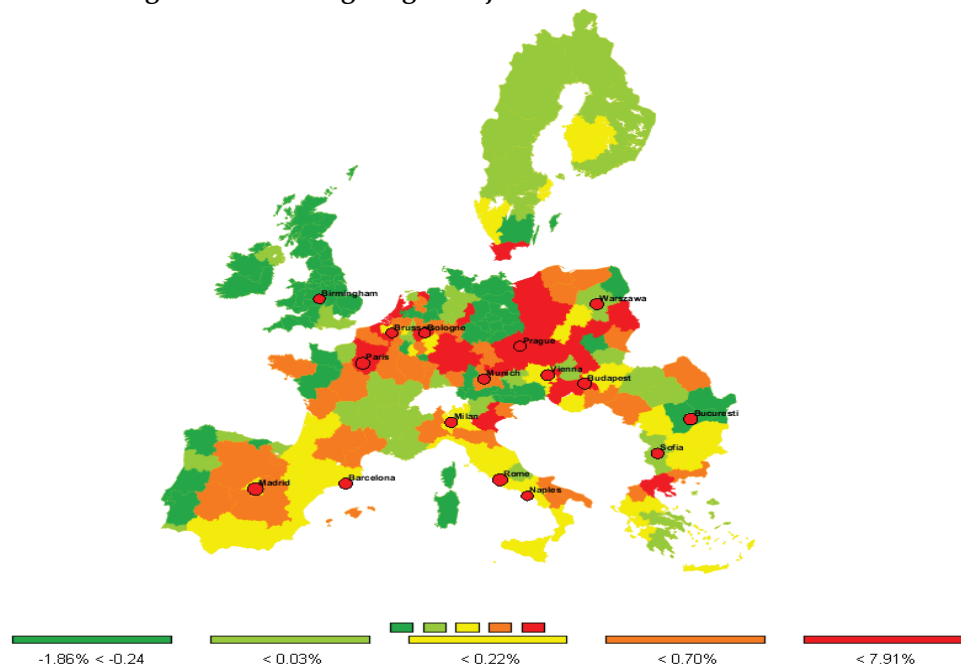 Birmingham
Warszawa
Brus
Cologne
Prague
Paris
Vienna
Munich
Budapest
Milan
Bucuresti
Sofia
Rome
Madrid
Barcelona
Naples
-1.86% < -0.24
< 0.03%
< 0.22%
< 0.70%
< 7.91%